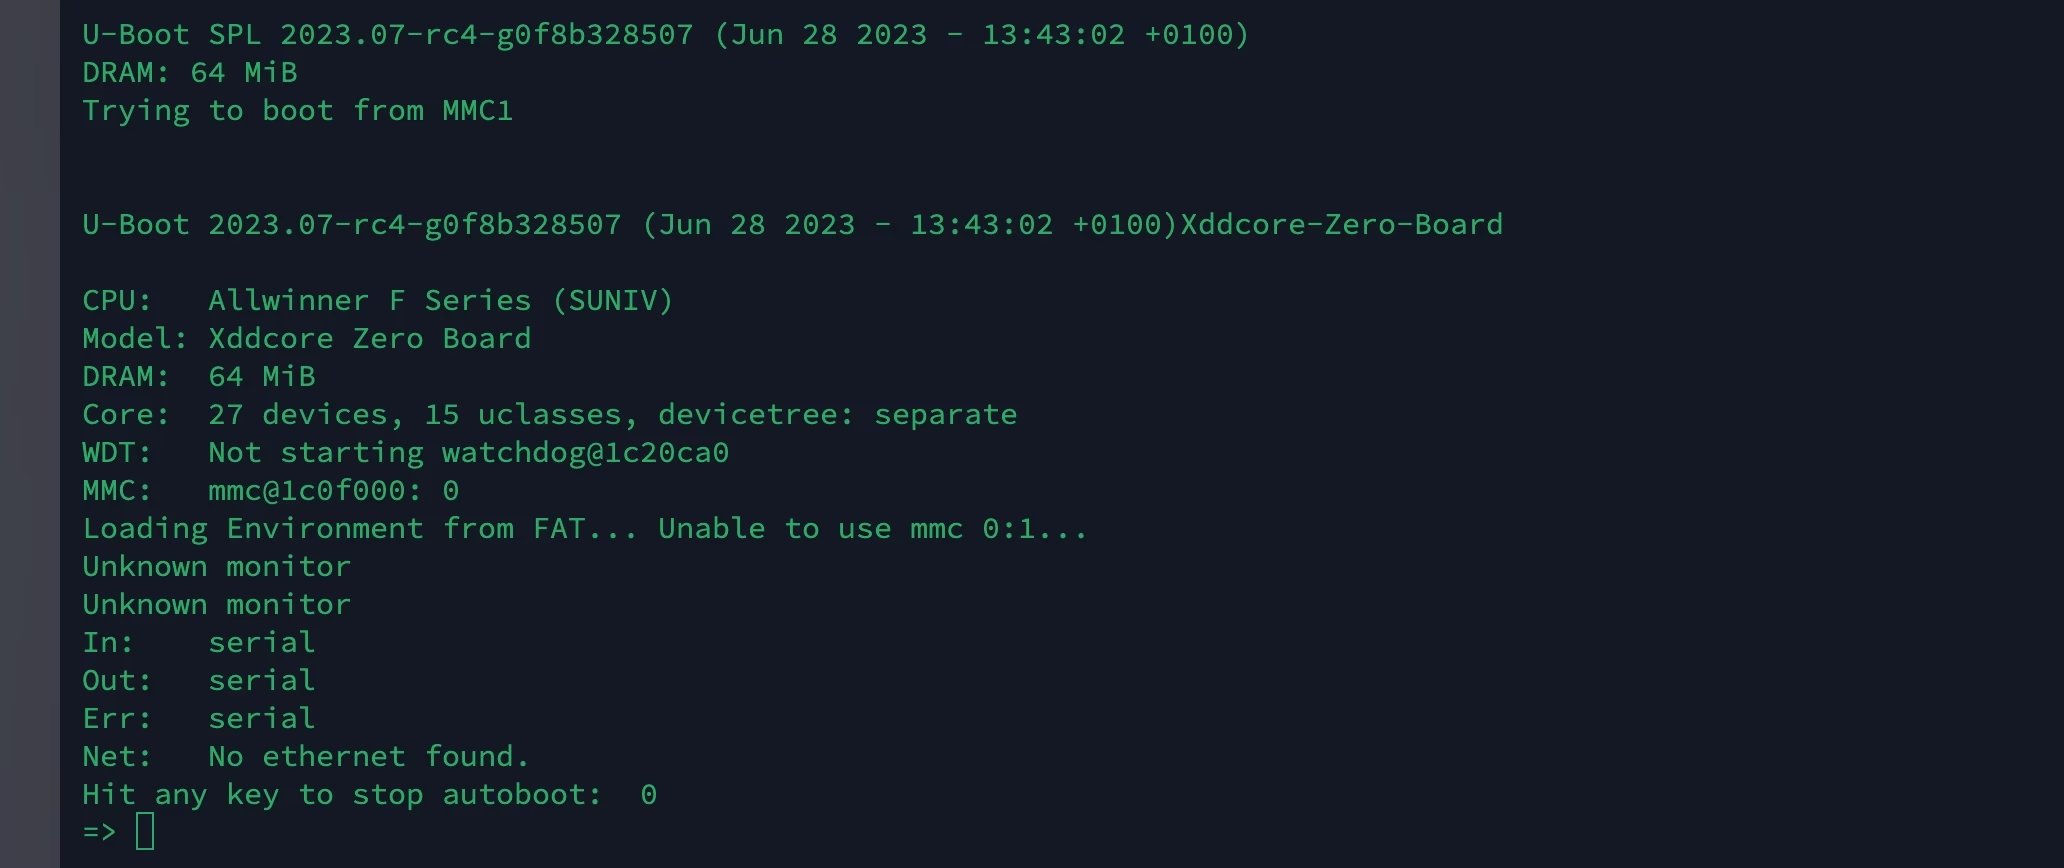 U-Boot SPL 2023.07-rc4-g0f8b328507 (Jun 28 2023 - 13:43:02 +0100)
DRAM: 64 MiB
Trying to boot from MMC1
U-Boot 2023.07-rc4-g0f8b328507 (Jun 28 2023 - 13:43:02 +0100)Xddcore-Zero-Board
CPU:   Allwinner F Series (SUNIV)
Model: Xddcore Zero Board
DRAM:  64 MiB
Core:  27 devices, 15 uclasses, devicetree: separate
WDT:   Not starting watchdog@1c20ca0
MMC:   mmc@1c0f000: 0
Loading Environment from FAT... Unable to use mmc 0:1...
Unknown monitor
Unknown monitor
In:    serial
Out:   serial
Err:   serial
Net:   No ethernet found.
Hit any key to stop autoboot:  0
=>